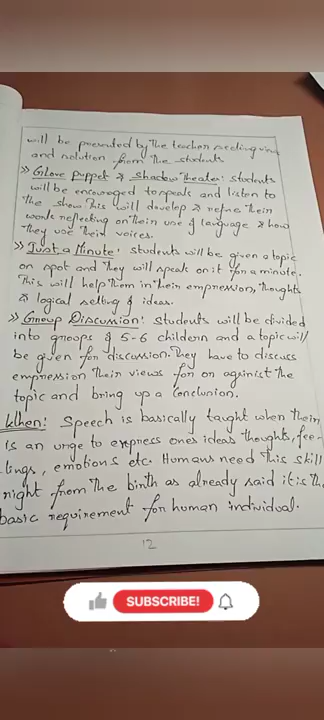 will be presented by the teacher seeking view
and solution from the students
>> Glove Puppet & Shadow Theater: students
will be encouraged to speak and listen to
the show. This will develop & refine their
words reflecting on their use of language & how
they use their voices.
>> Just a Minute: students will be given a topic
on spot and they will speak on it for a minute.
This will help them in their expression, thoughts
& logical setting of ideas.
>> Group Discussion: students will be divided
into groups of 5-6 childern and a topic will
be given for discussion. They have to discuss
expression their views for on aginist the
topic and bring up a conclusion.
When: Speech is basically taught when their
is an urge to express ones ideas, thoughts, fee-
lings, emotions etc. Humans need this skill
right from the birth as already said it is the
basic requirement for human individual.
12
SUBSCRIBE!